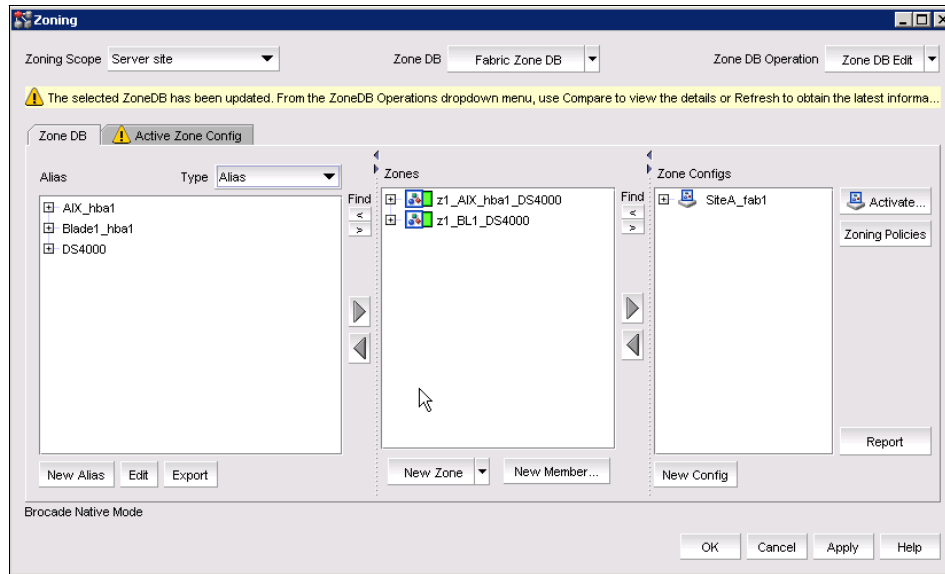 Zoning
Zoning Scope Server site Zone DB Fabric Zone DB Zone DB Operation Zone DB Edit
The selected ZoneDB has been updated. From the ZoneDB Operations dropdown menu, use Compare to view the details or Refresh to obtain the latest informa...
Zone DB Active Zone Config
Alias Type Alias
AIX_hba1
Blade1_hba1
DS4000
New Alias Edit Export
Find
<
>
Zones
z1_AIX_hba1_DS4000
z1_BL1_DS4000
New Zone New Member...
Find
<
>
Zone Configs
SiteA_fab1
New Config
Activate...
Zoning Policies
Report
Brocade Native Mode
OK Cancel Apply Help